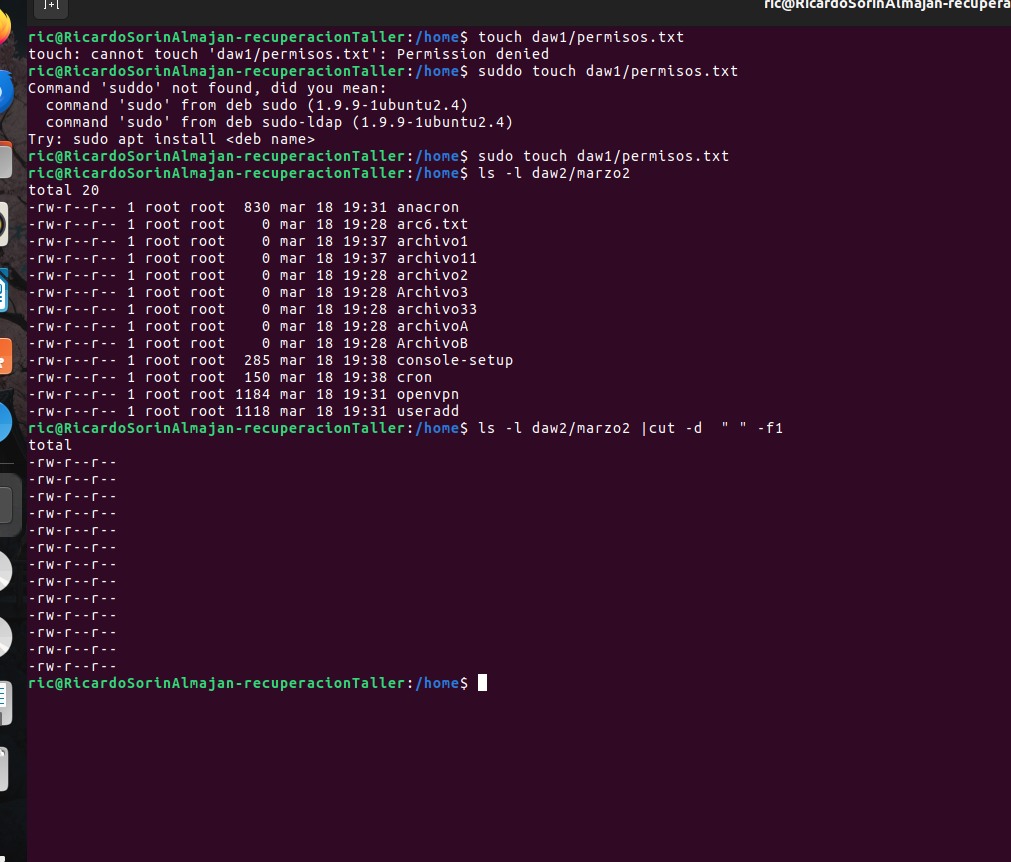 ric@RicardoSorinAlmajan-recupera
ric@RicardoSorinAlmajan-recuperacionTaller:/home$ touch daw1/permisos.txt
touch: cannot touch 'daw1/permisos.txt': Permission denied
ric@RicardoSorinAlmajan-recuperacionTaller:/home$ suddo touch daw1/permisos.txt
Command 'suddo' not found, did you mean:
  command 'sudo' from deb sudo (1.9.9-1ubuntu2.4)
  command 'sudo' from deb sudo-ldap (1.9.9-1ubuntu2.4)
Try: sudo apt install <deb name>
ric@RicardoSorinAlmajan-recuperacionTaller:/home$ sudo touch daw1/permisos.txt
ric@RicardoSorinAlmajan-recuperacionTaller:/home$ ls -l daw2/marzo2
total 20
-rw-r--r-- 1 root root  830 mar 18 19:31 anacron
-rw-r--r-- 1 root root    0 mar 18 19:28 arc6.txt
-rw-r--r-- 1 root root    0 mar 18 19:37 archivo1
-rw-r--r-- 1 root root    0 mar 18 19:37 archivo11
-rw-r--r-- 1 root root    0 mar 18 19:28 archivo2
-rw-r--r-- 1 root root    0 mar 18 19:28 Archivo3
-rw-r--r-- 1 root root    0 mar 18 19:28 archivo33
-rw-r--r-- 1 root root    0 mar 18 19:28 archivoA
-rw-r--r-- 1 root root    0 mar 18 19:28 ArchivoB
-rw-r--r-- 1 root root  285 mar 18 19:38 console-setup
-rw-r--r-- 1 root root  150 mar 18 19:38 cron
-rw-r--r-- 1 root root 1184 mar 18 19:31 openvpn
-rw-r--r-- 1 root root 1118 mar 18 19:31 useradd
ric@RicardoSorinAlmajan-recuperacionTaller:/home$ ls -l daw2/marzo2 |cut -d  " " -f1
total
-rw-r--r--
-rw-r--r--
-rw-r--r--
-rw-r--r--
-rw-r--r--
-rw-r--r--
-rw-r--r--
-rw-r--r--
-rw-r--r--
-rw-r--r--
-rw-r--r--
-rw-r--r--
-rw-r--r--
ric@RicardoSorinAlmajan-recuperacionTaller:/home$